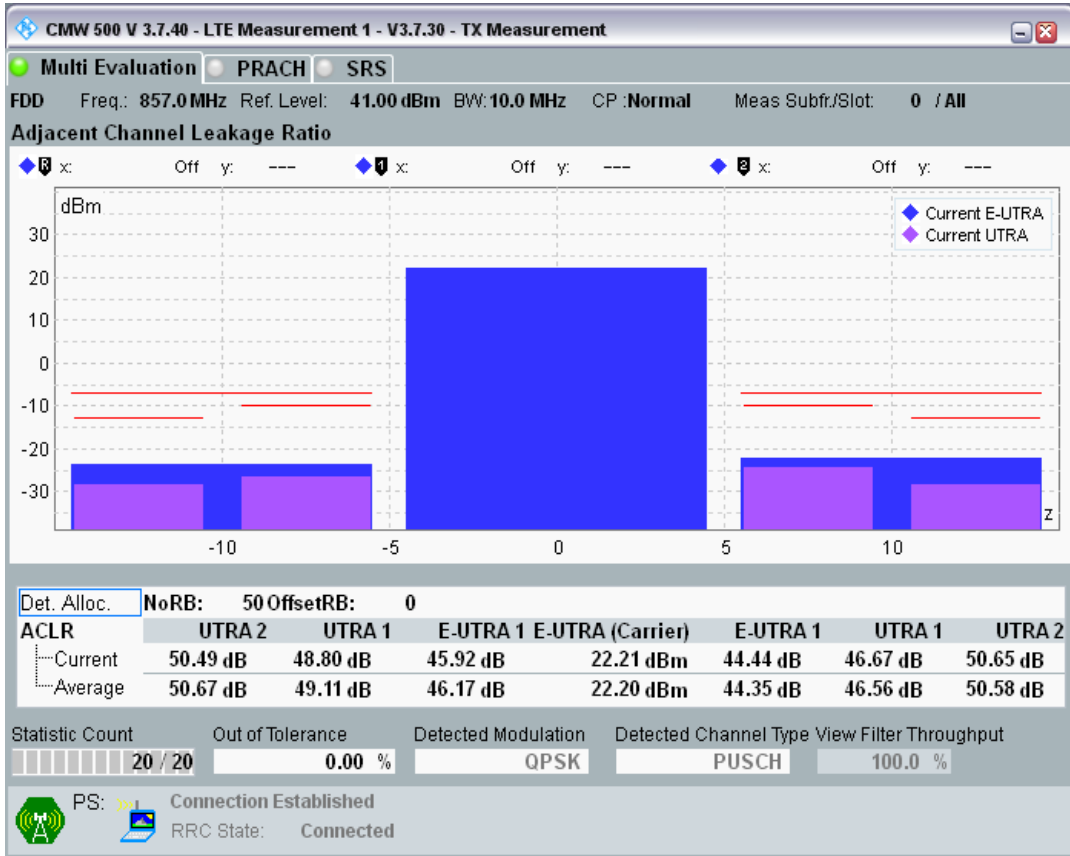 CMW 500 V 3.7.40 - LTE Measurement 1 - V3.7.30 - TX Measurement
Multi Evaluation PRACH SRS
FDD Freq.: 857.0 MHz Ref. Level: 41.00 dBm BW: 10.0 MHz CP :Normal Meas Subfr./Slot: 0 / All
Adjacent Channel Leakage Ratio
R x: Off y: --- 1 x: Off y: --- 2 x: Off y: ---
dBm
Current E-UTRA
Current UTRA
30
20
10
0
-10
-20
-30
z
-10 -5 0 5 10
Det. Alloc. NoRB: 50 OffsetRB: 0
ACLR UTRA 2 UTRA 1 E-UTRA 1 E-UTRA (Carrier) E-UTRA 1 UTRA 1 UTRA 2
Current 50.49 dB 48.80 dB 45.92 dB 22.21 dBm 44.44 dB 46.67 dB 50.65 dB
Average 50.67 dB 49.11 dB 46.17 dB 22.20 dBm 44.35 dB 46.56 dB 50.58 dB
Statistic Count Out of Tolerance Detected Modulation Detected Channel Type View Filter Throughput
20 / 20 0.00 % QPSK PUSCH 100.0 %
PS: Connection Established
RRC State: Connected